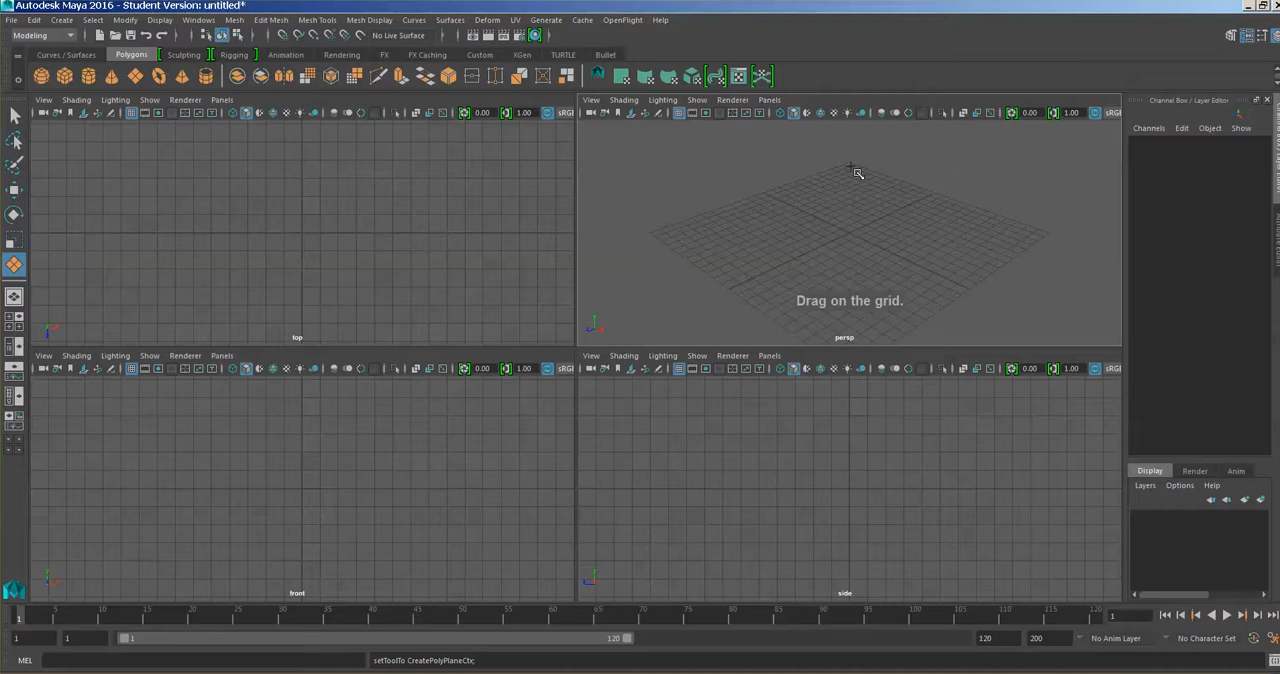 Autodesk Maya 2016 - Student Version: untitled*
File Edit Create Select Modify Display Windows Mesh Edit Mesh Mesh Tools Mesh Display Curves Surfaces Deform UV Generate Cache OpenFlight Help
Modeling No Live Surface
Curves / Surfaces Polygons Sculpting Rigging Animation Rendering FX FX Caching Custom XGen TURTLE Bullet
View Shading Lighting Show Renderer Panels View Shading Lighting Show Renderer Panels Channel Box / Layer Editor
0.00 1.00 sRGB 0.00 1.00 sRGB
Channels Edit Object Show
Drag on the grid.
top persp
View Shading Lighting Show Renderer Panels View Shading Lighting Show Renderer Panels
0.00 1.00 sRGB 0.00 1.00 sRGB
Display Render Anim
Layers Options Help
front side
5 10 15 20 25 30 35 40 45 50 55 60 65 70 75 80 85 90 95 100 105 110 115 120
1 1
1 1 1 120 120 200 No Anim Layer No Character Set
MEL setToolTo CreatePolyPlaneCtx;